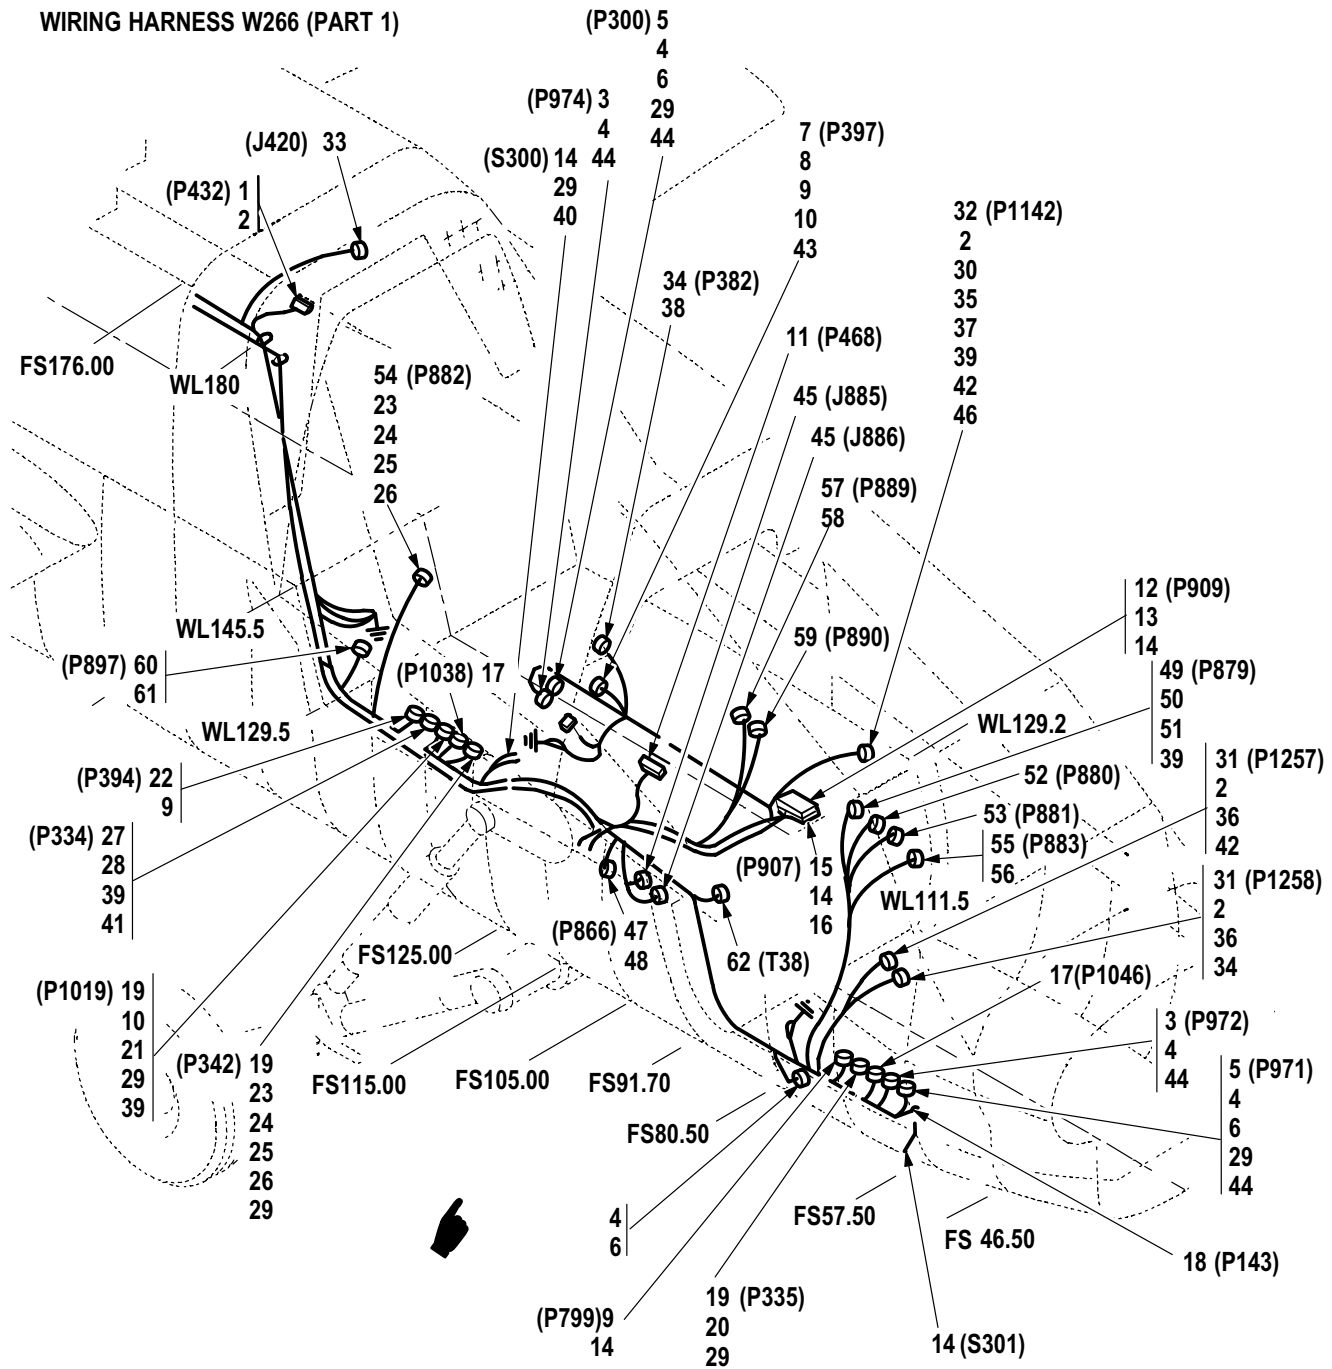 WIRING HARNESS W266 (PART 1)
(P300) 5
4
6
29
44
(P974) 3
4
44
(J420) 33
(S300) 14
29
40
(P432) 1
2
7 (P397)
8
9
10
43
32 (P1142)
2
30
35
37
39
42
46
34 (P382)
38
11 (P468)
FS176.00
WL180
54 (P882)
23
24
25
26
45 (J885)
45 (J886)
57 (P889)
58
12 (P909)
13
14
WL145.5
59 (P890)
(P897) 60
61
(P1038) 17
49 (P879)
50
51
39
WL129.5
WL129.2
31 (P1257)
2
36
42
(P394) 22
9
52 (P880)
53 (P881)
55 (P883)
56
(P334) 27
28
39
41
(P907) 15
14
16
31 (P1258)
2
36
34
WL111.5
(P866) 47
48
62 (T38)
FS125.00
17(P1046)
(P1019) 19
10
21
29
39
3 (P972)
4
44
(P342) 19
23
24
25
26
29
FS115.00
FS105.00
FS91.70
5 (P971)
4
6
29
44
FS80.50
4
6
FS57.50
FS 46.50
18 (P143)
(P799)9
14
19 (P335)
20
29
14 (S301)